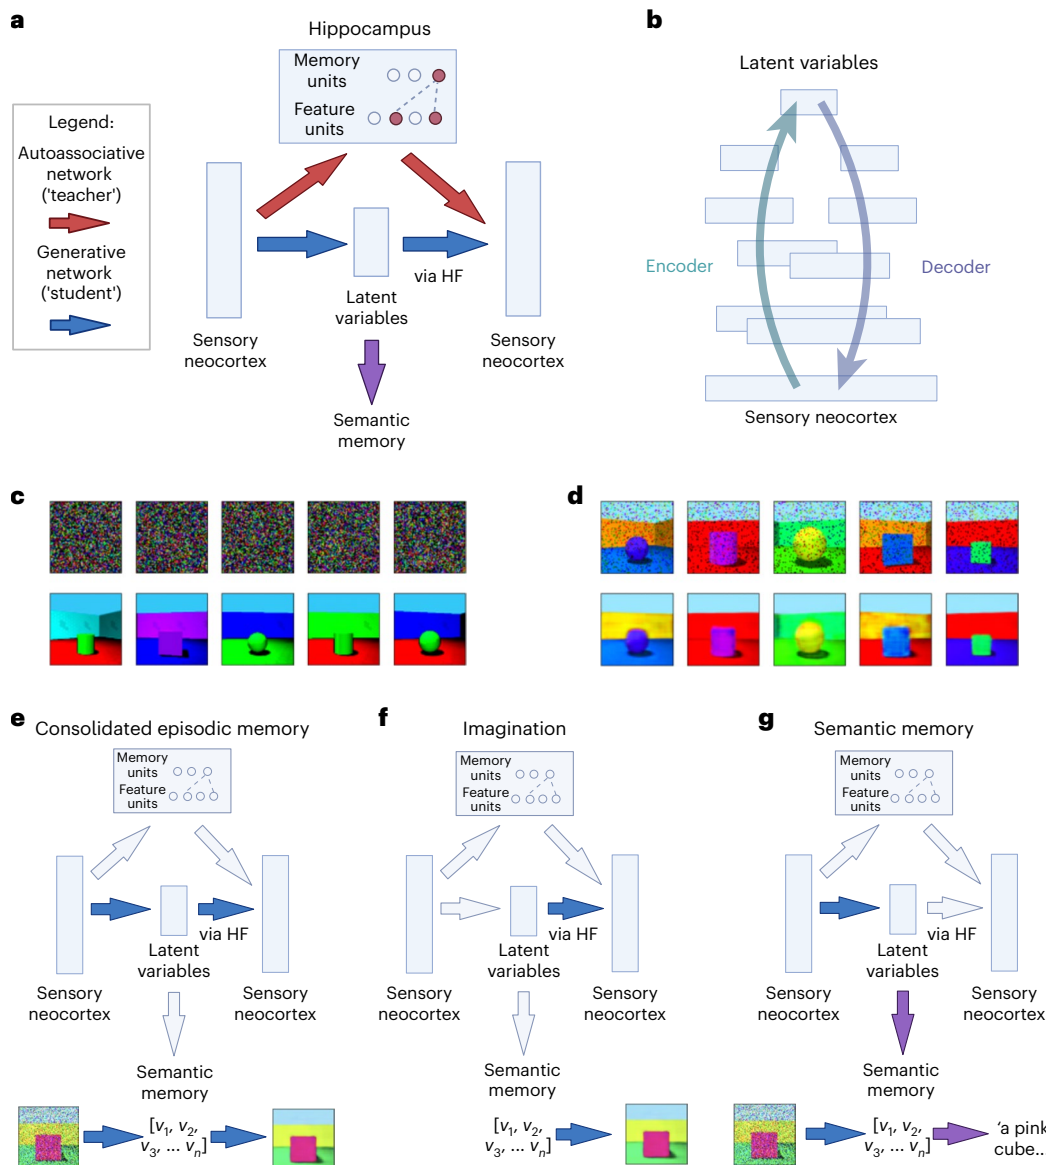 a
Hippocampus
Memory
units
Feature
units
Legend:
Autoassociative
network
('teacher')
Generative
network
('student')
via HF
Latent
variables
Sensory
neocortex
Sensory
neocortex
Semantic
memory
b
Latent variables
Encoder
Decoder
Sensory neocortex
c
d
e
Consolidated episodic memory
Memory
units
Feature
units
via HF
Latent
variables
Sensory
neocortex
Sensory
neocortex
Semantic
memory
[v1, v2,
v3, ... vn]
f
Imagination
Memory
units
Feature
units
via HF
Latent
variables
Sensory
neocortex
Sensory
neocortex
Semantic
memory
[v1, v2,
v3, ... vn]
g
Semantic memory
Memory
units
Feature
units
via HF
Latent
variables
Sensory
neocortex
Sensory
neocortex
Semantic
memory
[v1, v2,
v3, ... vn]
'a pink
cube...